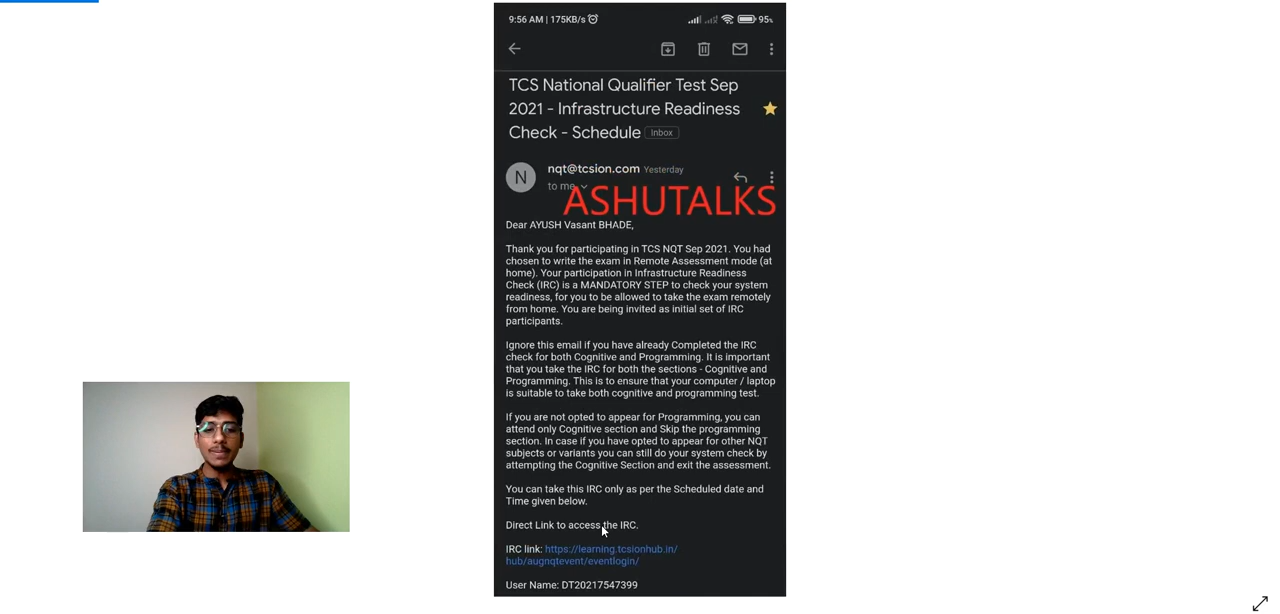 9:56 AM | 175KB/s
95%
TCS National Qualifier Test Sep
2021 - Infrastructure Readiness
Check - Schedule Inbox
N
nqt@tcsion.com Yesterday
to me
ASHUTALKS
Dear AYUSH Vasant BHADE,
Thank you for participating in TCS NQT Sep 2021. You had
chosen to write the exam in Remote Assessment mode (at
home). Your participation in Infrastructure Readiness
Check (IRC) is a MANDATORY STEP to check your system
readiness, for you to be allowed to take the exam remotely
from home. You are being invited as initial set of IRC
participants.
Ignore this email if you have already Completed the IRC
check for both Cognitive and Programming. It is important
that you take the IRC for both the sections - Cognitive and
Programming. This is to ensure that your computer / laptop
is suitable to take both cognitive and programming test.
If you are not opted to appear for Programming, you can
attend only Cognitive section and Skip the programming
section. In case if you have opted to appear for other NQT
subjects or variants you can still do your system check by
attempting the Cognitive Section and exit the assessment.
You can take this IRC only as per the Scheduled date and
Time given below.
Direct Link to access the IRC.
IRC link: https://learning.tcsionhub.in/
hub/augnqtevent/eventlogin/
User Name: DT20217547399